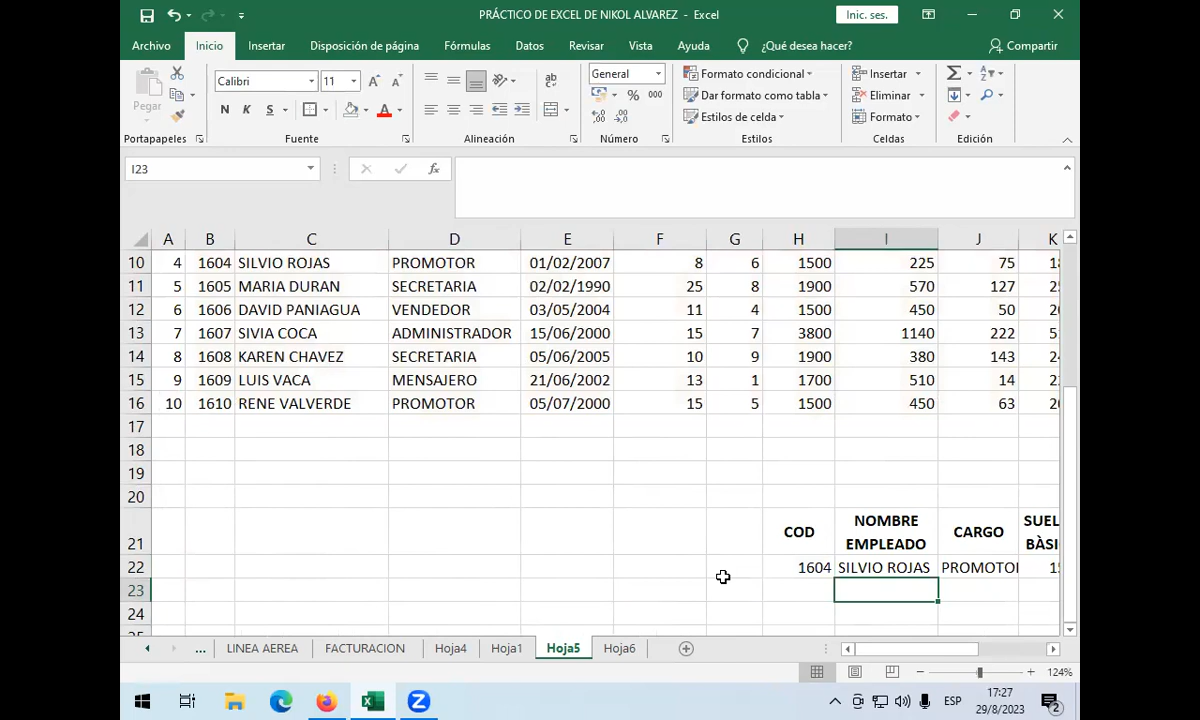 PRÁCTICO DE EXCEL DE NIKOL ALVAREZ - Excel
Inic. ses.
Archivo Inicio Insertar Disposición de página Fórmulas Datos Revisar Vista Ayuda ¿Qué desea hacer? Compartir
Pegar
Calibri 11
N K S
General
% 000
Formato condicional
Dar formato como tabla
Estilos de celda
Insertar
Eliminar
Formato
Portapapeles Fuente Alineación Número Estilos Celdas Edición
I23 fx
A B C D E F G H I J K
10 4 1604 SILVIO ROJAS PROMOTOR 01/02/2007 8 6 1500 225 75
11 5 1605 MARIA DURAN SECRETARIA 02/02/1990 25 8 1900 570 127
12 6 1606 DAVID PANIAGUA VENDEDOR 03/05/2004 11 4 1500 450 50
13 7 1607 SIVIA COCA ADMINISTRADOR 15/06/2000 15 7 3800 1140 222
14 8 1608 KAREN CHAVEZ SECRETARIA 05/06/2005 10 9 1900 380 143
15 9 1609 LUIS VACA MENSAJERO 21/06/2002 13 1 1700 510 14
16 10 1610 RENE VALVERDE PROMOTOR 05/07/2000 15 5 1500 450 63
17
18
19
20
21 COD NOMBRE EMPLEADO CARGO SUEL BÀSI
22 1604 SILVIO ROJAS PROMOTO
23
24
... LINEA AEREA FACTURACION Hoja4 Hoja1 Hoja5 Hoja6
124%
ESP
17:27
29/8/2023
2